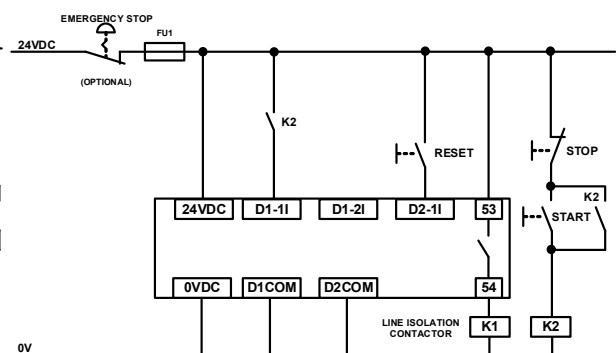 EMERGENCY STOP
24VDC
FU1
(OPTIONAL)
K2
RESET
STOP
K2
START
24VDC
D1-1I
D1-2I
D2-1I
53
0VDC
D1COM
D2COM
54
LINE ISOLATION
CONTACTOR
K1
K2
0V